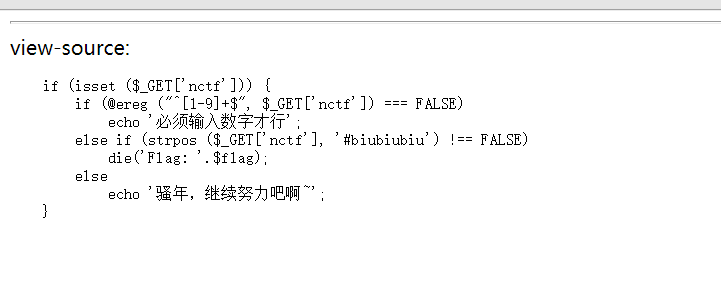 view-source:
if (isset ($_GET['nctf'])) {
if (@ereg ("^[1-9]+$", $_GET['nctf']) === FALSE)
echo '必须输入数字才行';
else if (strpos ($_GET['nctf'], '#biubiubiu') !== FALSE)
die('Flag: '.$flag);
else
echo '骚年，继续努力吧啊~';
}